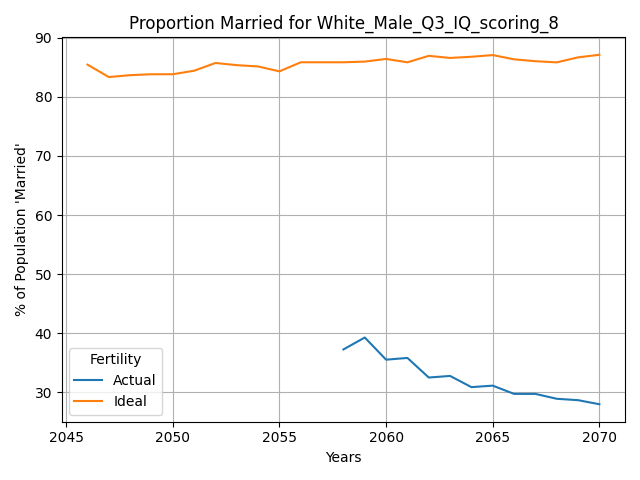 Proportion Married for White_Male_Q3_IQ_scoring_8
% of Population 'Married'
90
80
70
60
50
40
30
Fertility
Actual
Ideal
2045 2050 2055 2060 2065 2070
Years